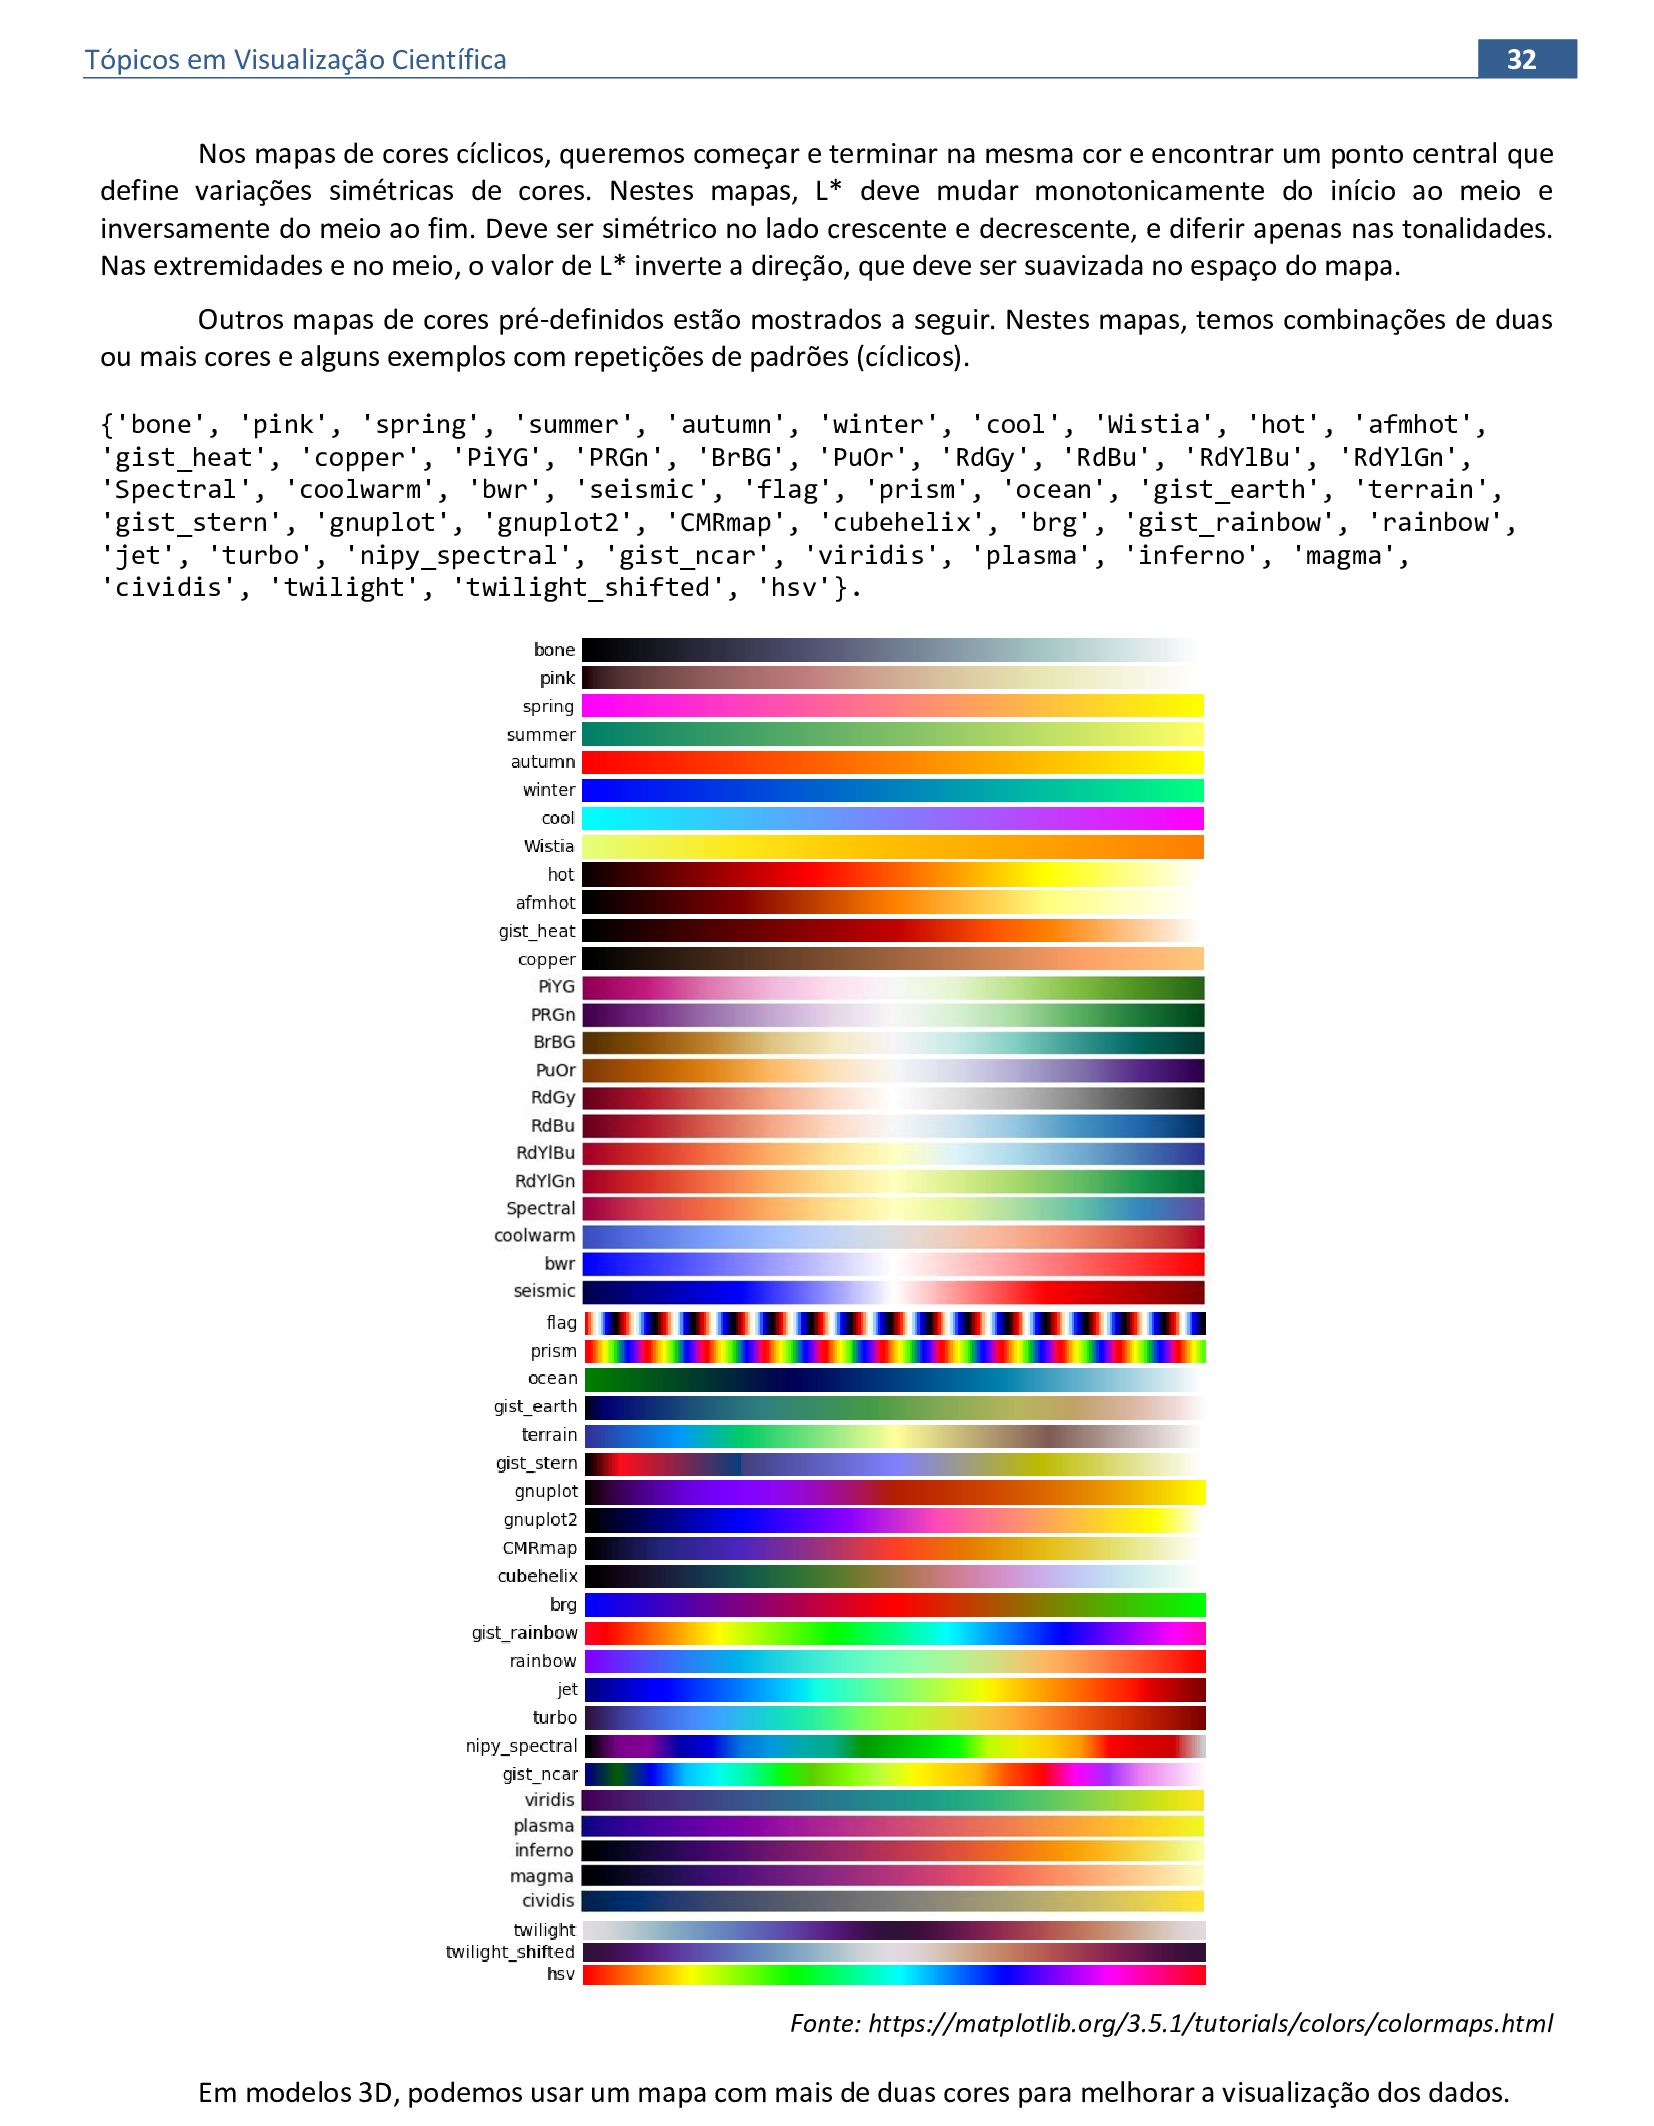 Tópicos em Visualização Científica
32
Nos mapas de cores cíclicos, queremos começar e terminar na mesma cor e encontrar um ponto central que
define variações simétricas de cores. Nestes mapas, L* deve mudar monotonicamente do início ao meio e
inversamente do meio ao fim. Deve ser simétrico no lado crescente e decrescente, e diferir apenas nas tonalidades.
Nas extremidades e no meio, o valor de L* inverte a direção, que deve ser suavizada no espaço do mapa.
Outros mapas de cores pré-definidos estão mostrados a seguir. Nestes mapas, temos combinações de duas
ou mais cores e alguns exemplos com repetições de padrões (cíclicos).
{'bone', 'pink', 'spring', 'summer', 'autumn', 'winter', 'cool', 'Wistia', 'hot', 'afmhot',
'gist_heat', 'copper', 'PiYG', 'PRGn', 'BrBG', 'PuOr', 'RdGy', 'RdBu', 'RdYlBu', 'RdYlGn',
'Spectral', 'coolwarm', 'bwr', 'seismic', 'flag', 'prism', 'ocean', 'gist_earth', 'terrain',
'gist_stern', 'gnuplot', 'gnuplot2', 'CMRmap', 'cubehelix', 'brg', 'gist_rainbow', 'rainbow',
'jet', 'turbo', 'nipy_spectral', 'gist_ncar', 'viridis', 'plasma', 'inferno', 'magma',
'cividis', 'twilight', 'twilight_shifted', 'hsv'}.
bone
pink
spring
summer
autumn
winter
cool
Wistia
hot
afmhot
gist_heat
copper
PiYG
PRGn
BrBG
PuOr
RdGy
RdBu
RdYlBu
RdYlGn
Spectral
coolwarm
bwr
seismic
flag
prism
ocean
gist_earth
terrain
gist_stern
gnuplot
gnuplot2
CMRmap
cubehelix
brg
gist_rainbow
rainbow
jet
turbo
nipy_spectral
gist_ncar
viridis
plasma
inferno
magma
cividis
twilight
twilight_shifted
hsv
Fonte: https://matplotlib.org/3.5.1/tutorials/colors/colormaps.html
Em modelos 3D, podemos usar um mapa com mais de duas cores para melhorar a visualização dos dados.